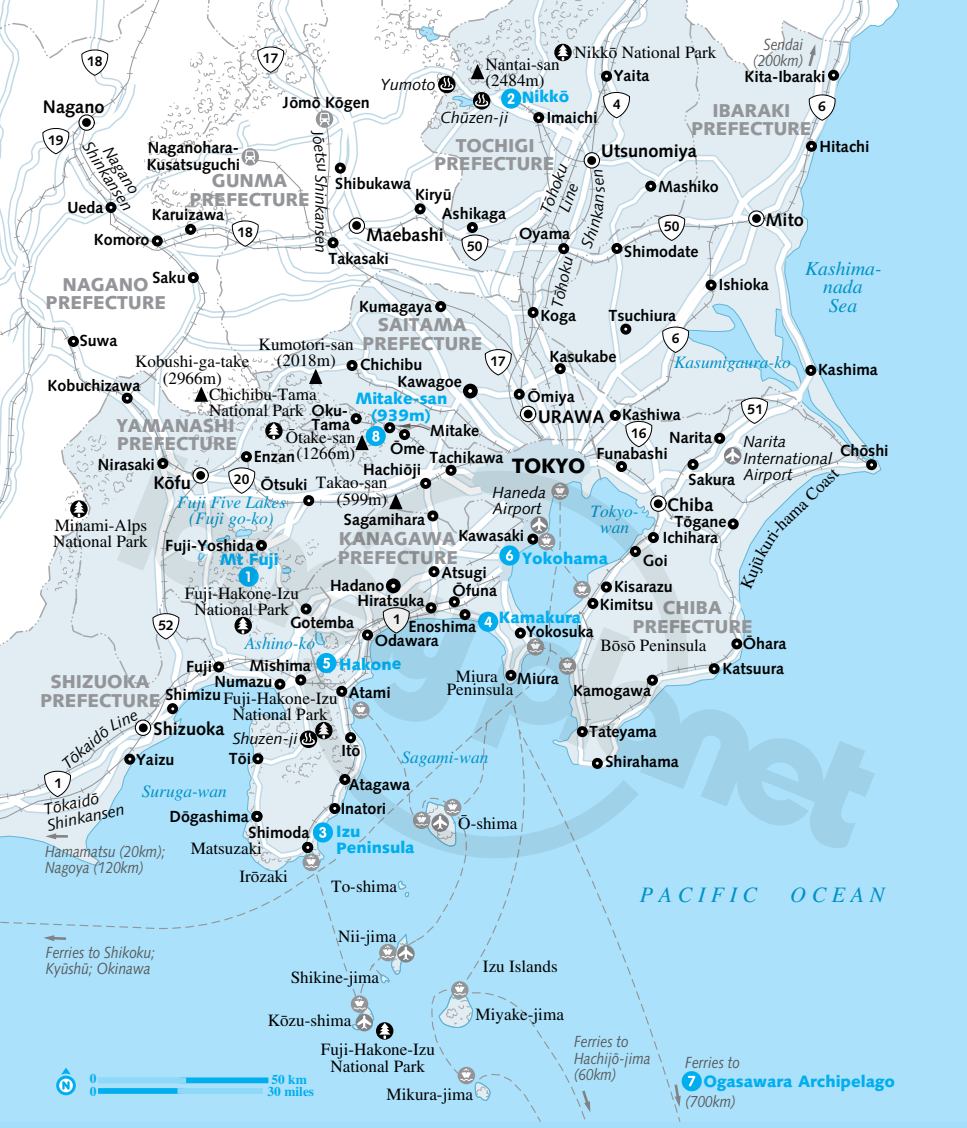 18
17
Nikkō National Park
Sendai
(200km)
Nantai-san
(2484m)
Yumoto
Yaita
Kita-Ibaraki
Nagano
Jōmō Kōgen
2 Nikkō
4
IBARAKI
PREFECTURE
6
Chūzen-ji
Imaichi
19
Nagano
Shinkansen
Naganohara-
Kusatsuguchi
Jōetsu Shinkansen
TOCHIGI
PREFECTURE
Utsunomiya
Hitachi
GUNMA
PREFECTURE
Shibukawa
Tōhoku
Line
Shinkansen
Mashiko
Kiryū
Ueda
Karuizawa
Ashikaga
50
Mito
Komoro
18
Maebashi
50
Oyama
Shimodate
Takasaki
Tōhoku
Saku
Kashima-
nada
Sea
NAGANO
PREFECTURE
Ishioka
Kumagaya
Koga
Tsuchiura
SAITAMA
PREFECTURE
Suwa
Kumotori-san
(2018m)
6
Kobushi-ga-take
(2966m)
Chichibu
17
Kasukabe
Kasumigaura-ko
Kashima
Kobuchizawa
Kawagoe
Chichibu-Tama
National Park
Mitake-san
(939m)
Ōmiya
51
YAMANASHI
PREFECTURE
Oku-
Tama
URAWA
Kashiwa
8
Mitake
16
Narita
Ōtake-san
(1266m)
Ōme
Narita
International
Airport
Chōshi
Nirasaki
Enzan
Tachikawa
Funabashi
Hachiōji
TOKYO
Sakura
Kōfu
20
Ōtsuki
Takao-san
(599m)
Haneda
Airport
Chiba
Fuji Five Lakes
(Fuji go-ko)
Tokyo-
wan
Kujūkuri-hama Coast
Minami-Alps
National Park
Sagamihara
Tōgane
KANAGAWA
PREFECTURE
Kawasaki
Ichihara
Fuji-Yoshida
6 Yokohama
Goi
Mt Fuji
1
Atsugi
Hadano
Kisarazu
Fuji-Hakone-Izu
National Park
Ōfuna
Hiratsuka
Kimitsu
CHIBA
PREFECTURE
Gotemba
1
Enoshima
4 Kamakura
52
Odawara
Yokosuka
Ashino-ko
Bōsō Peninsula
Ōhara
Fuji
Mishima
5 Hakone
Katsuura
SHIZUOKA
PREFECTURE
Numazu
Miura
Peninsula
Miura
Kamogawa
Shimizu
Fuji-Hakone-Izu
National Park
Atami
Tōkaidō Line
Shizuoka
Shuzen-ji
Itō
Tateyama
Yaizu
Tōi
Sagami-wan
Shirahama
1
Suruga-wan
Atagawa
Tōkaidō
Shinkansen
Inatori
Dōgashima
Ō-shima
Shimoda
3 Izu
Peninsula
Hamamatsu (20km);
Nagoya (120km)
Matsuzaki
Irōzaki
To-shima
PACIFIC OCEAN
Nii-jima
Ferries to Shikoku;
Kyūshū; Okinawa
Izu Islands
Shikine-jima
Kōzu-shima
Miyake-jima
Fuji-Hakone-Izu
National Park
Ferries to
Hachijō-jima
(60km)
Ferries to
7 Ogasawara Archipelago
(700km)
N
0 50 km
0 30 miles
Mikura-jima